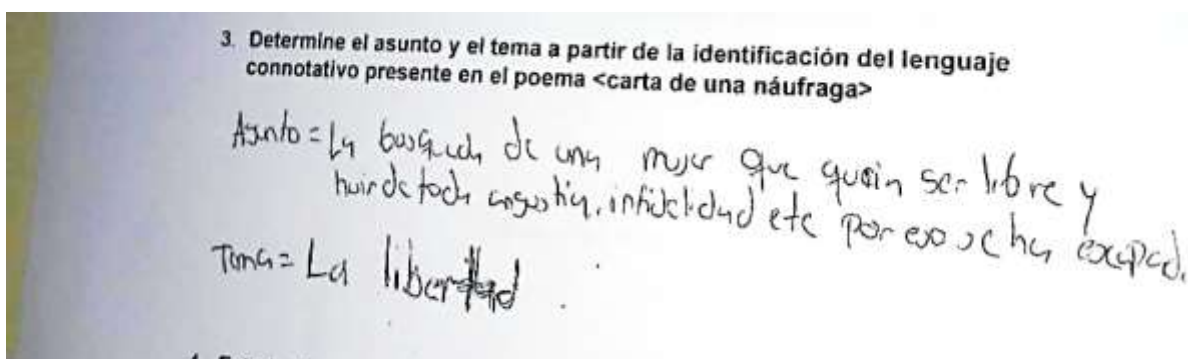 3. Determine el asunto y el tema a partir de la identificación del lenguaje
connotativo presente en el poema <carta de una náufraga>
Asunto = La busqueda de una mujer que queria ser libre y
huir de toda angustia, infidelidad etc por eso se ha escapad.
Tema = La libertad.